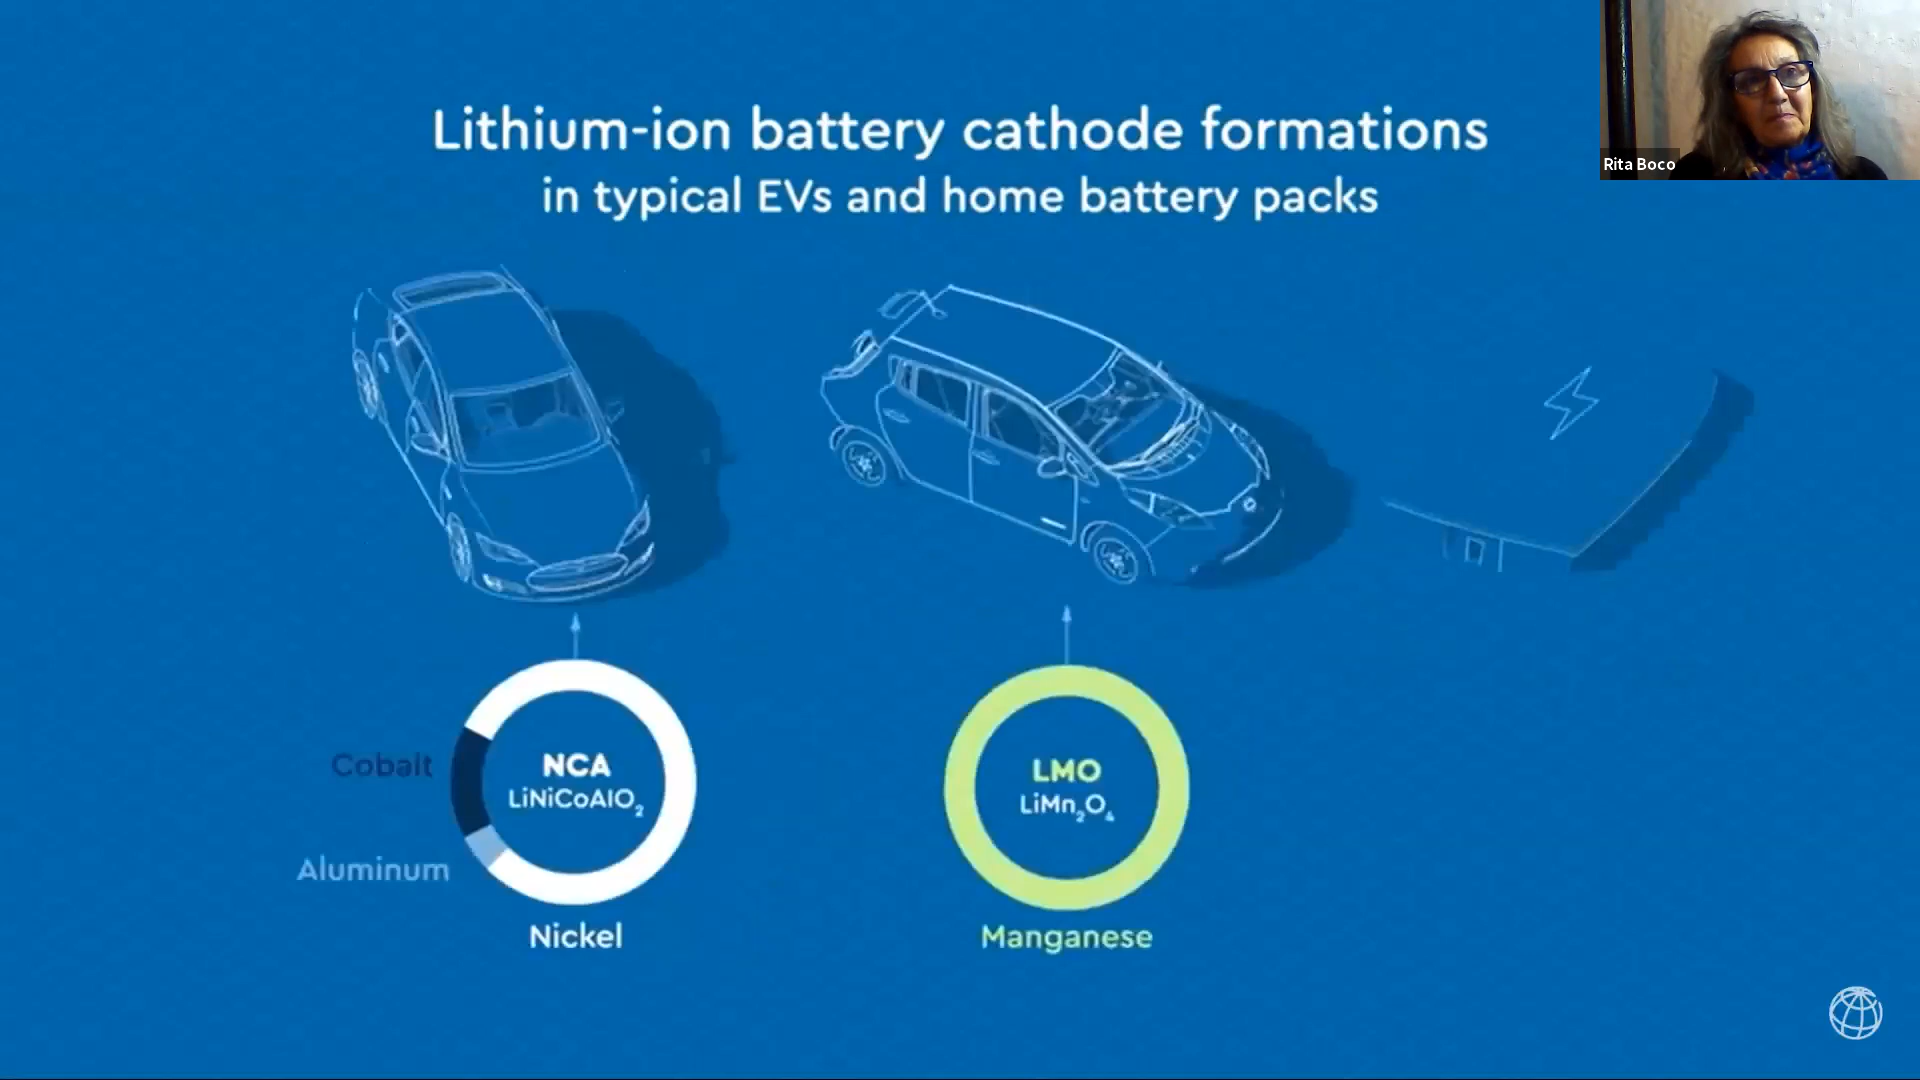 Lithium-ion battery cathode formations
in typical EVs and home battery packs
Rita Boco
Cobalt
Aluminum
NCA
LiNiCoAlO₂
Nickel
LMO
LiMn₂O₄
Manganese